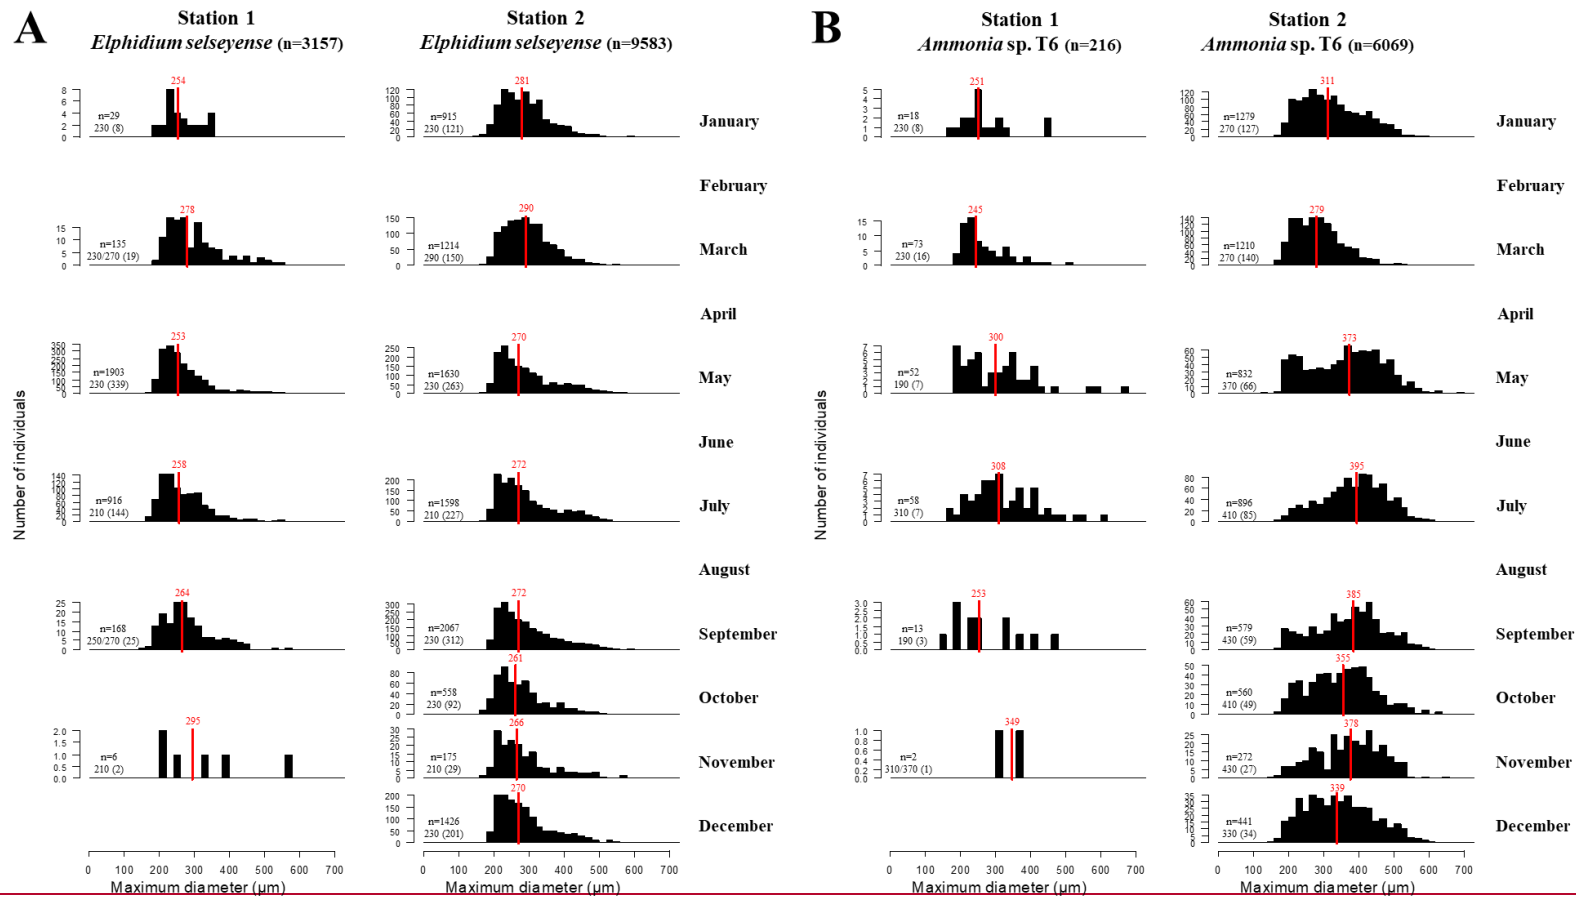 A
Station 1
Elphidium selseyense (n=3157)
Station 2
Elphidium selseyense (n=9583)
B
Station 1
Ammonia sp. T6 (n=216)
Station 2
Ammonia sp. T6 (n=6069)
Number of individuals
Number of individuals
254
n=29
230 (8)
281
n=915
230 (121)
January
251
n=18
230 (8)
311
n=1279
270 (127)
January
February
February
278
n=135
230/270 (19)
290
n=1214
290 (150)
March
245
n=73
230 (16)
279
n=1210
270 (140)
March
April
April
253
n=1903
230 (339)
270
n=1630
230 (263)
May
300
n=52
190 (7)
373
n=832
370 (66)
May
June
June
258
n=916
210 (144)
272
n=1598
210 (227)
July
308
n=58
310 (7)
395
n=896
410 (85)
July
August
August
264
n=168
250/270 (25)
272
n=2067
230 (312)
September
253
n=13
190 (3)
385
n=579
430 (59)
September
261
n=558
230 (92)
October
355
n=560
410 (49)
October
295
n=6
210 (2)
266
n=175
210 (29)
November
349
n=2
310/370 (1)
378
n=272
430 (27)
November
270
n=1426
230 (201)
December
339
n=441
330 (34)
December
0 100 200 300 400 500 600 700
0 100 200 300 400 500 600 700
0 100 200 300 400 500 600 700
0 100 200 300 400 500 600 700
Maximum diameter (µm)
Maximum diameter (µm)
Maximum diameter (µm)
Maximum diameter (µm)